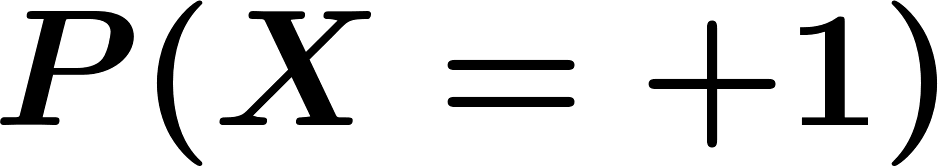 P(X = +1)